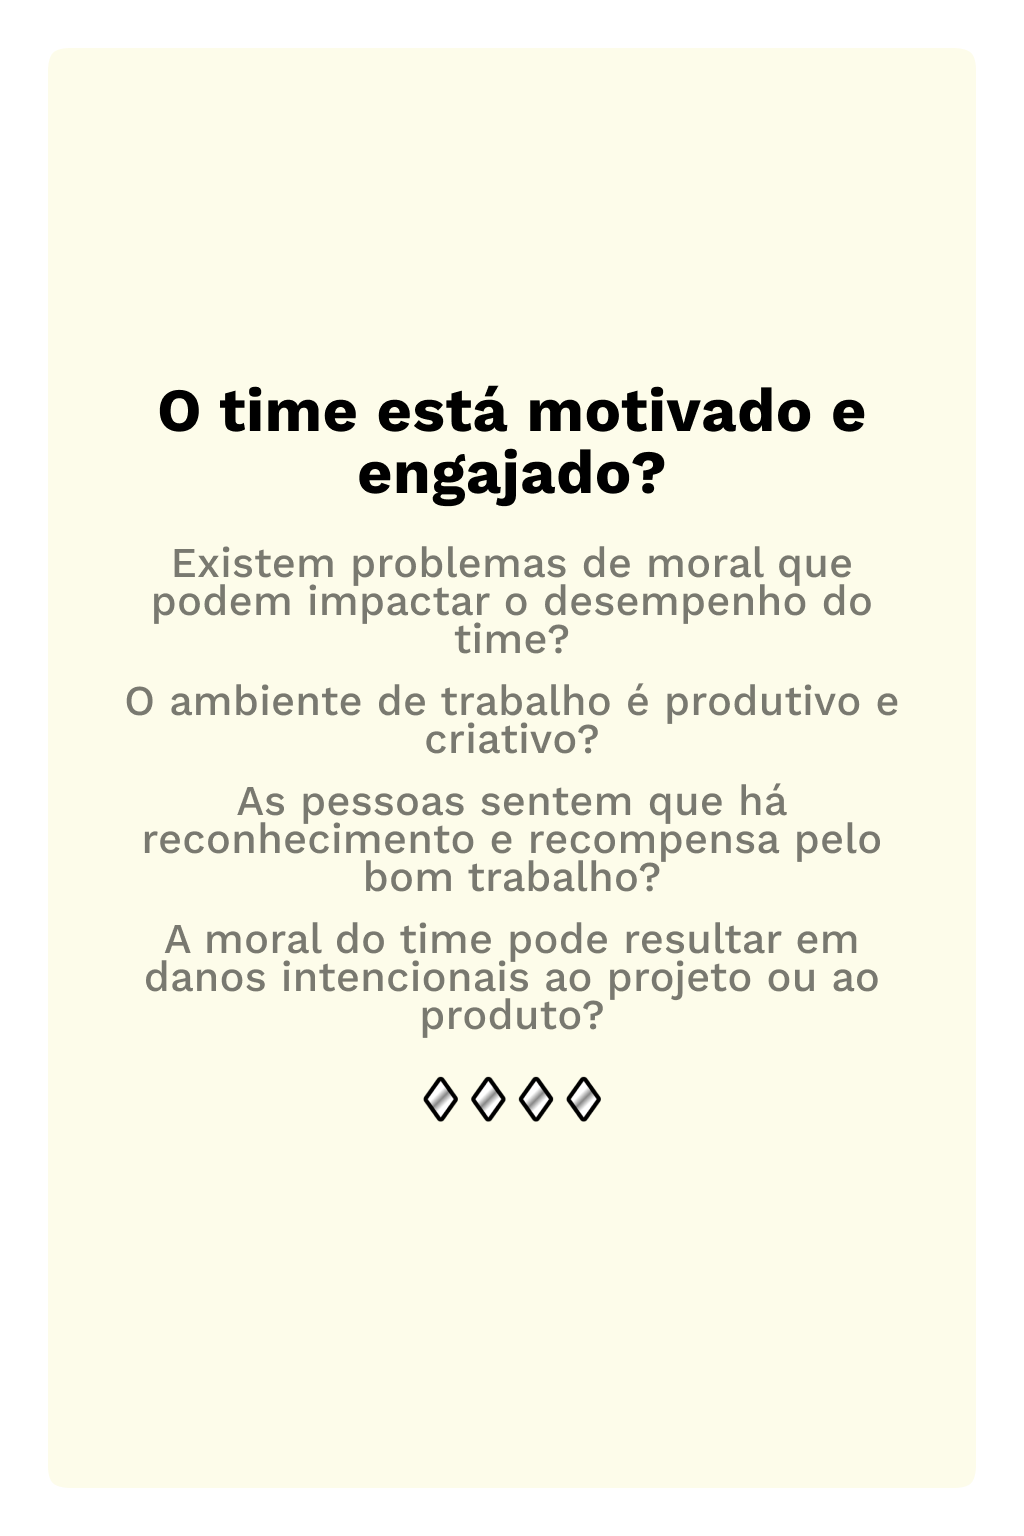 O time está motivado e
engajado?
Existem problemas de moral que
podem impactar o desempenho do
time?
O ambiente de trabalho é produtivo e
criativo?
As pessoas sentem que há
reconhecimento e recompensa pelo
bom trabalho?
A moral do time pode resultar em
danos intencionais ao projeto ou ao
produto?